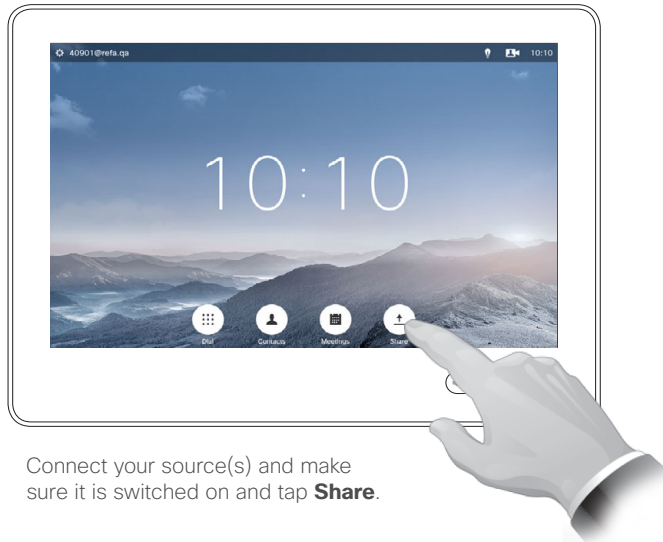 40901@refa.qa 10:10
10:10
Dial Contacts Meetings Share
Connect your source(s) and make
sure it is switched on and tap Share.